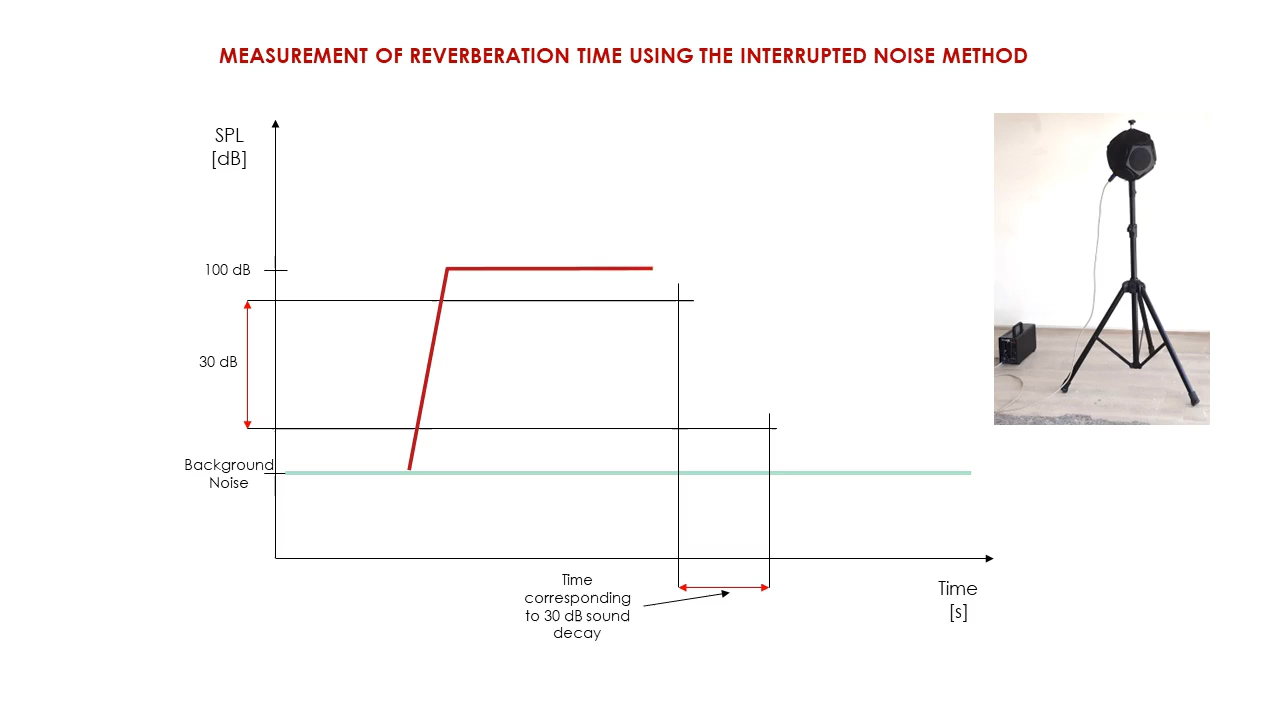 MEASUREMENT OF REVERBERATION TIME USING THE INTERRUPTED NOISE METHOD
SPL
[dB]
100 dB
30 dB
Background
Noise
Time
corresponding
to 30 dB sound
decay
Time
[s]